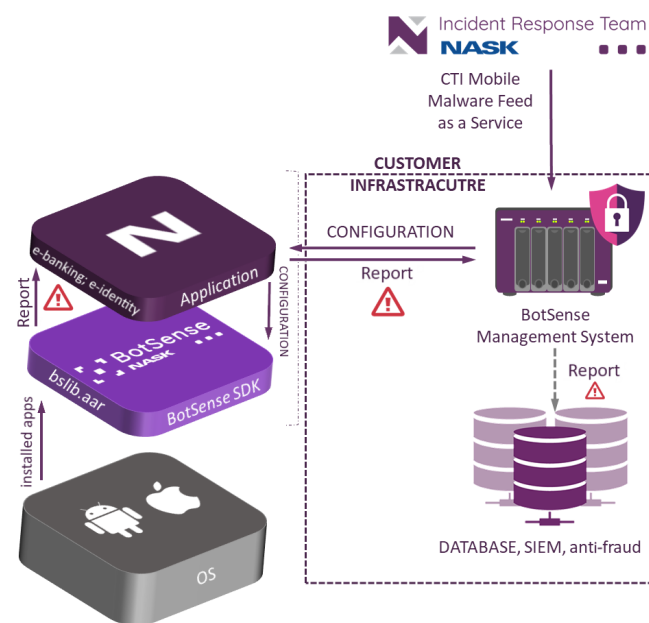 Incident Response Team
NASK
CTI Mobile
Malware Feed
as a Service
CUSTOMER
INFRASTRACUTRE
N
e-banking; e-identity
Application
CONFIGURATION
Report
CONFIGURATION
Report
BotSense
NASK
bslib.aar
BotSense SDK
BotSense
Management System
Report
installed apps
OS
DATABASE, SIEM, anti-fraud